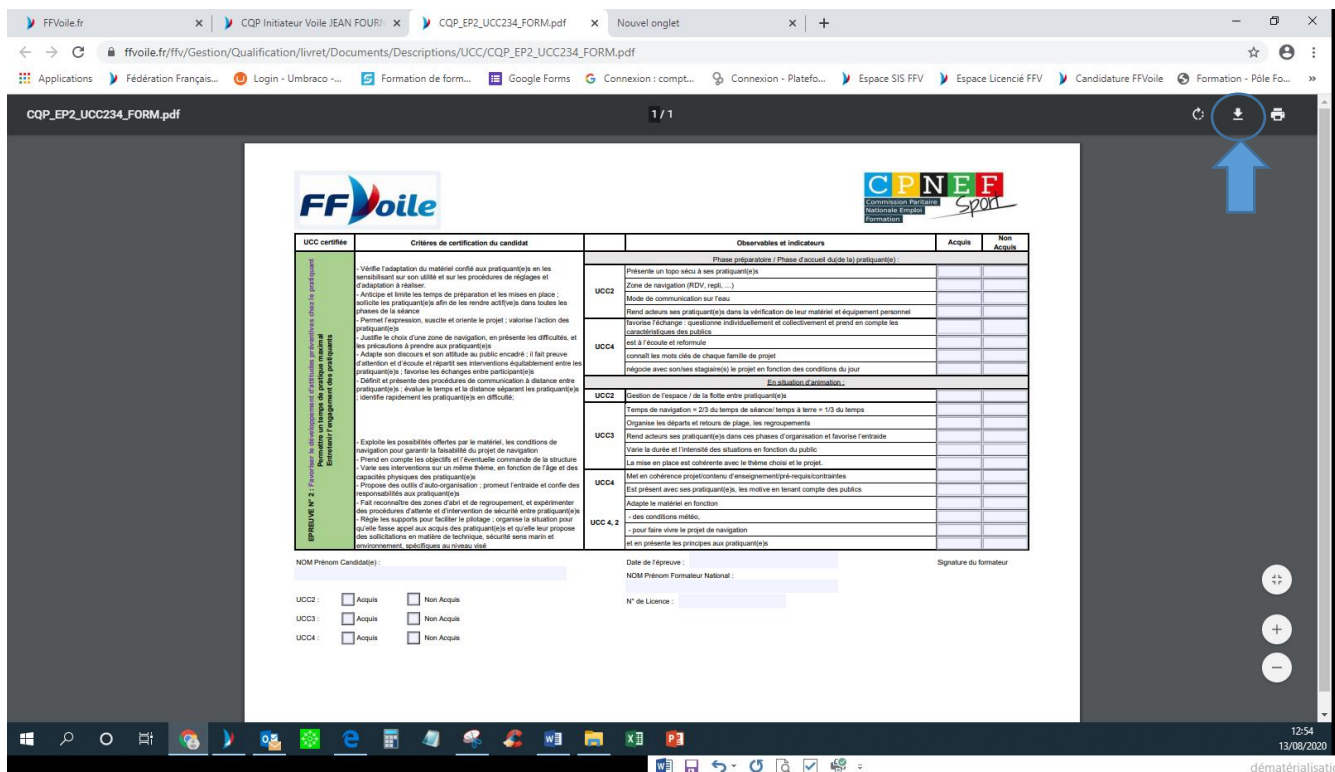 FFVoile.fr
CQP Initiateur Voile JEAN FOURN
CQP_EP2_UCC234_FORM.pdf
Nouvel onglet
ffvoile.fr/ffv/Gestion/Qualification/livret/Documents/Descriptions/UCC/CQP_EP2_UCC234_FORM.pdf
Applications Fédération Français... Login - Umbraco -... Formation de form... Google Forms Connexion : compt... Connexion - Platefo... Espace SIS FFV Espace Licencié FFV Candidature FFVoile Formation - Pôle Fo... »
CQP_EP2_UCC234_FORM.pdf 1 / 1
FFVoile
CPNEF
Commission Paritaire
Nationale Emploi
Formation
Sport
UCC certifiée Critères de certification du candidat Observables et indicateurs Acquis Non Acquis
EPREUVE N° 2 : Favoriser le développement d'attitudes préventives chez le pratiquant
Permettre un temps de pratique maximal
Entretenir l'engagement des pratiquants
- Vérifie l'adaptation du matériel confié aux pratiquant(e)s en les
sensibilisant sur son utilité et sur les procédures de réglages et
d'adaptation à réaliser.
- Anticipe et limite les temps de préparation et les mises en place ;
sollicite les pratiquant(e)s afin de les rendre actif(ve)s dans toutes les
phases de la séance
- Permet l'expression, suscite et oriente le projet ; valorise l'action des
pratiquant(e)s
- Justifie le choix d'une zone de navigation, en présente les difficultés, et
les précautions à prendre aux pratiquant(e)s
- Adapte son discours et son attitude au public encadré ; il fait preuve
d'attention et d'écoute et répartit ses interventions équitablement entre les
pratiquant(e)s ; favorise les échanges entre participant(e)s
- Définit et présente des procédures de communication à distance entre
pratiquant(e)s ; évalue le temps et la distance séparant les pratiquant(e)s
; identifie rapidement les pratiquant(e)s en difficulté;
- Exploite les possibilités offertes par le matériel, les conditions de
navigation pour garantir la faisabilité du projet de navigation
- Prend en compte les objectifs et l'éventuelle commande de la structure
- Varie ses interventions sur un même thème, en fonction de l'âge et des
capacités physiques des pratiquant(e)s
- Propose des outils d'auto-organisation ; promeut l'entraide et confie des
responsabilités aux pratiquant(e)s
- Fait reconnaître des zones d'abri et de regroupement, et expérimenter
des procédures d'attente et d'intervention de sécurité entre pratiquant(e)s
- Règle les supports pour faciliter le pilotage ; organise la situation pour
qu'elle fasse appel aux acquis des pratiquant(e)s et qu'elle leur propose
des sollicitations en matière de technique, sécurité sens marin et
environnement, spécifiques au niveau visé
Phase préparatoire / Phase d'accueil du(de la) pratiquant(e) :
UCC2
Présente un topo sécu à ses pratiquant(e)s
Zone de navigation (RDV, repli, ...)
Mode de communication sur l'eau
Rend acteurs ses pratiquant(e)s dans la vérification de leur matériel et équipement personnel
UCC4
favorise l'échange : questionne individuellement et collectivement et prend en compte les
caractéristiques des publics
est à l'écoute et reformule
connaît les mots clés de chaque famille de projet
négocie avec son/ses stagiaire(s) le projet en fonction des conditions du jour
En situation d'animation :
UCC2 Gestion de l'espace / de la flotte entre pratiquant(e)s
UCC3
Temps de navigation = 2/3 du temps de séance/ temps à terre = 1/3 du temps
Organise les départs et retours de plage, les regroupements
Rend acteurs ses pratiquant(e)s dans ces phases d'organisation et favorise l'entraide
Varie la durée et l'intensité des situations en fonction du public
La mise en place est cohérente avec le thème choisi et le projet.
UCC4
Met en cohérence projet/contenu d'enseignement/pré-requis/contraintes
Est présent avec ses pratiquant(e)s, les motive en tenant compte des publics
UCC 4, 2
Adapte le matériel en fonction
- des conditions météo,
- pour faire vivre le projet de navigation
et en présente les principes aux pratiquant(e)s
NOM Prénom Candidat(e) : Date de l'épreuve : Signature du formateur
NOM Prénom Formateur National :
UCC2 : Acquis Non Acquis N° de Licence :
UCC3 : Acquis Non Acquis
UCC4 : Acquis Non Acquis
12:54
13/08/2020
dématérialisati